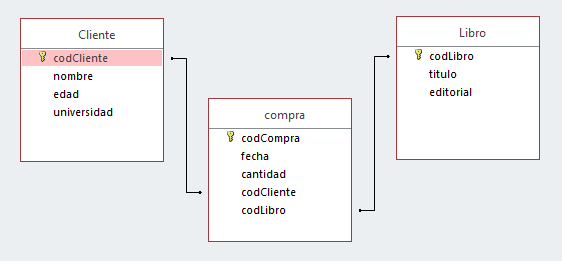 Cliente
codCliente
nombre
edad
universidad
compra
codCompra
fecha
cantidad
codCliente
codLibro
Libro
codLibro
titulo
editorial